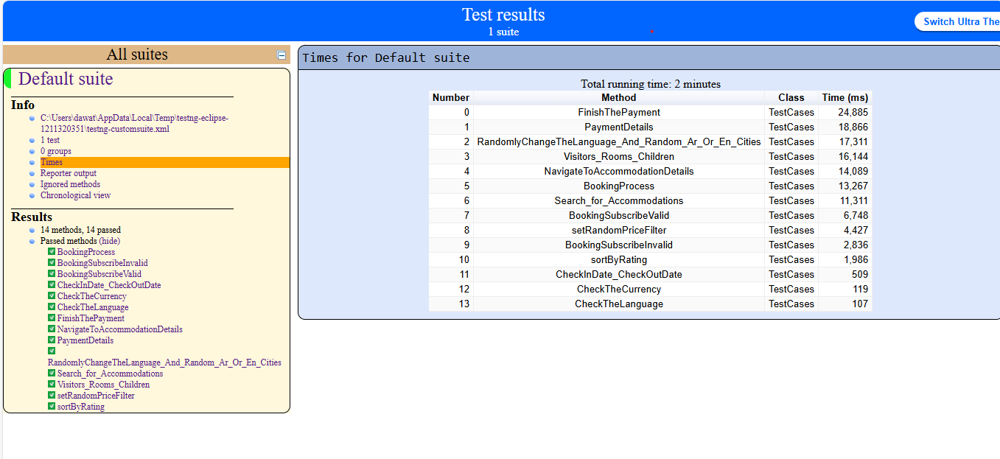 Test results
1 suite
Switch Ultra The
All suites
Default suite
Info
C:\Users\dawat\AppData\Local\Temp\testng-eclipse-
1211320351\testng-customsuite.xml
1 test
0 groups
Times
Reporter output
Ignored methods
Chronological view
Results
14 methods, 14 passed
Passed methods (hide)
BookingProcess
BookingSubscribeInvalid
BookingSubscribeValid
CheckInDate_CheckOutDate
CheckTheCurrency
CheckTheLanguage
FinishThePayment
NavigateToAccommodationDetails
PaymentDetails
RandomlyChangeTheLanguage_And_Random_Ar_Or_En_Cities
Search_for_Accommodations
Visitors_Rooms_Children
setRandomPriceFilter
sortByRating
Times for Default suite
Total running time: 2 minutes
Number Method Class Time (ms)
0 FinishThePayment TestCases 24,885
1 PaymentDetails TestCases 18,866
2 RandomlyChangeTheLanguage_And_Random_Ar_Or_En_Cities TestCases 17,311
3 Visitors_Rooms_Children TestCases 16,144
4 NavigateToAccommodationDetails TestCases 14,089
5 BookingProcess TestCases 13,267
6 Search_for_Accommodations TestCases 11,311
7 BookingSubscribeValid TestCases 6,748
8 setRandomPriceFilter TestCases 4,427
9 BookingSubscribeInvalid TestCases 2,836
10 sortByRating TestCases 1,986
11 CheckInDate_CheckOutDate TestCases 509
12 CheckTheCurrency TestCases 119
13 CheckTheLanguage TestCases 107